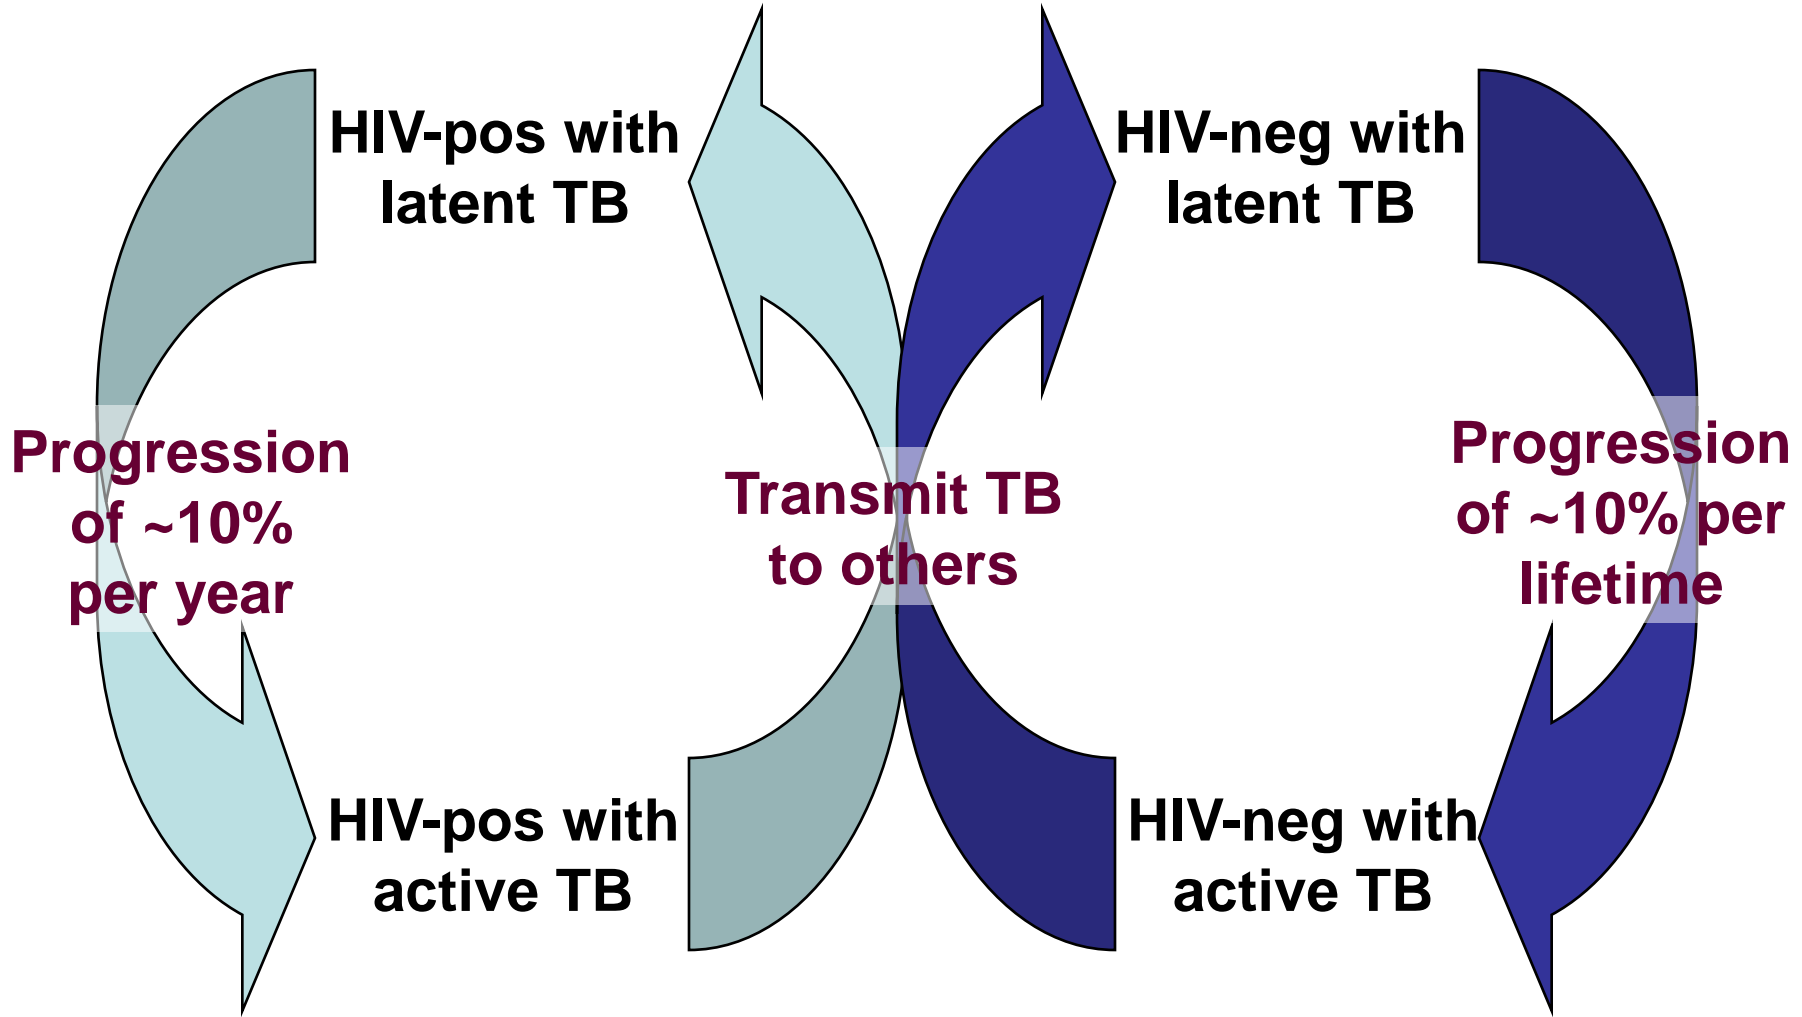 HIV-pos with
latent TB
HIV-neg with
latent TB
Progression
of ~10%
per year
Transmit TB
to others
Progression
of ~10% per
lifetime
HIV-pos with
active TB
HIV-neg with
active TB